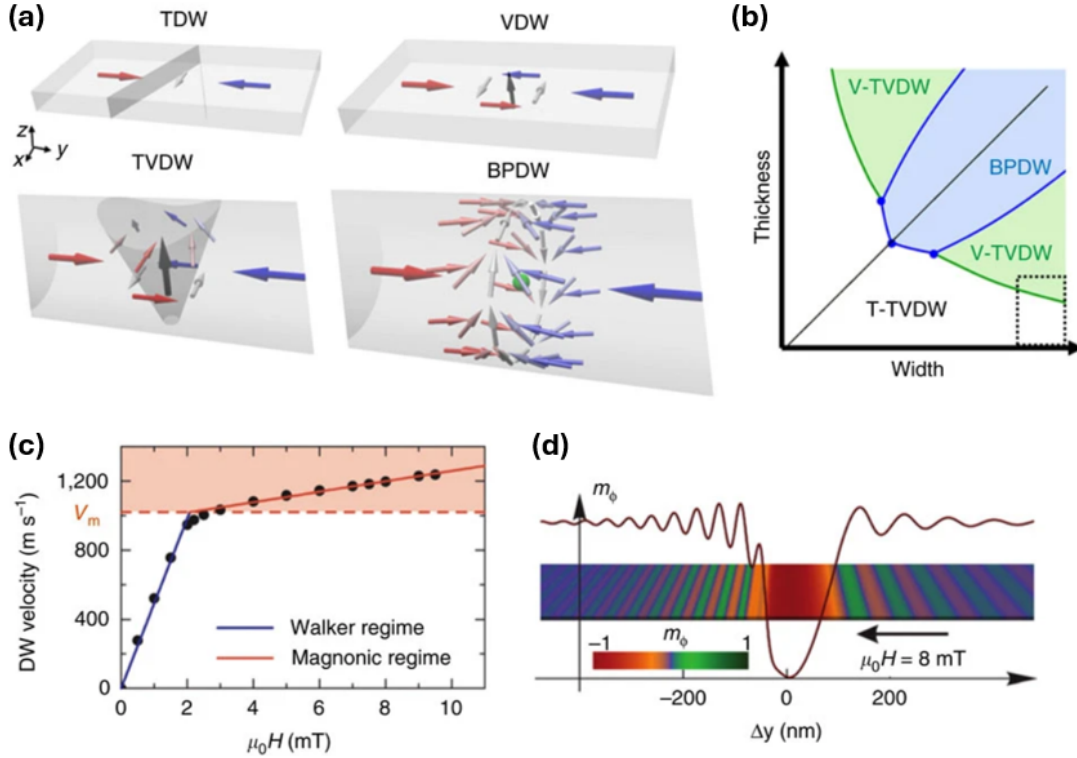 (a)
TDW
VDW
z
x
y
TVDW
BPDW
(b)
V-TVDW
BPDW
V-TVDW
T-TVDW
Thickness
Width
(c)
DW velocity (m s⁻¹)
1,200
Vₘ
800
400
0
Walker regime
Magnonic regime
0 2 4 6 8 10
μ₀H (mT)
(d)
m_ϕ
m_ϕ
−1 1
μ₀H = 8 mT
−200 0 200
Δy (nm)